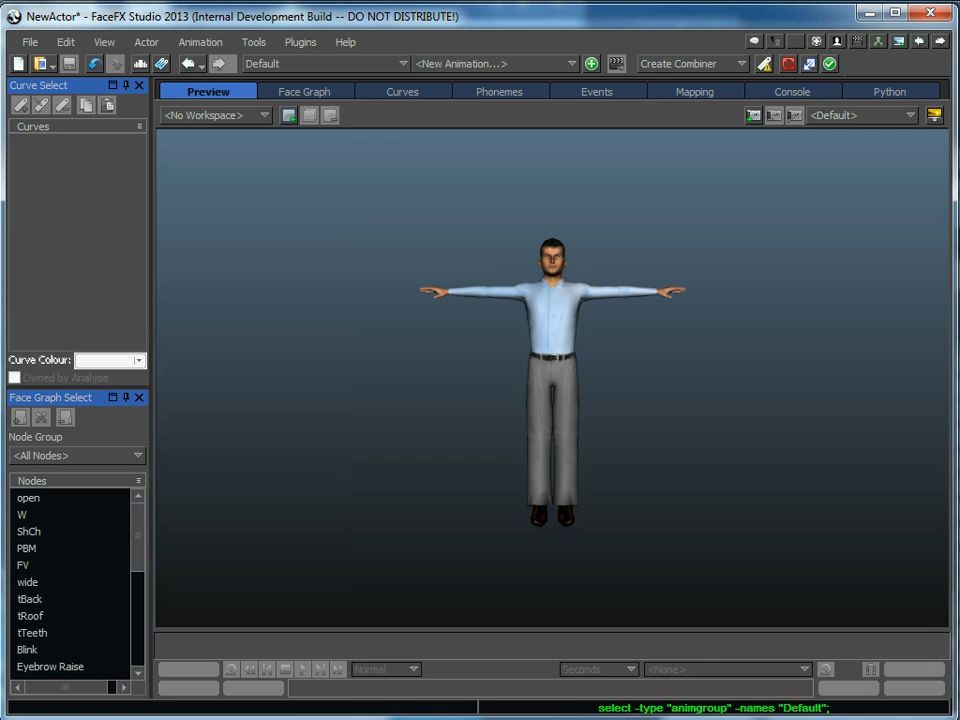 NewActor* - FaceFX Studio 2013 (Internal Development Build -- DO NOT DISTRIBUTE!)
File Edit View Actor Animation Tools Plugins Help
Default <New Animation...> Create Combiner
Curve Select
Preview Face Graph Curves Phonemes Events Mapping Console Python
<No Workspace> <Default>
Curves
Curve Colour:
Owned by Analysis
Face Graph Select
Node Group
<All Nodes>
Nodes
open
W
ShCh
PBM
FV
wide
tBack
tRoof
tTeeth
Blink
Eyebrow Raise
Normal Seconds <None>
select -type "animgroup" -names "Default";